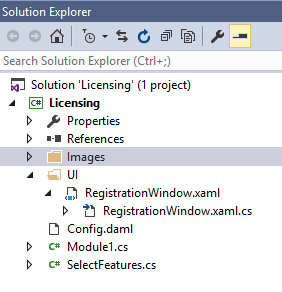 Solution Explorer
Search Solution Explorer (Ctrl+;)
Solution 'Licensing' (1 project)
C# Licensing
Properties
References
Images
UI
RegistrationWindow.xaml
RegistrationWindow.xaml.cs
Config.daml
C# Module1.cs
C# SelectFeatures.cs